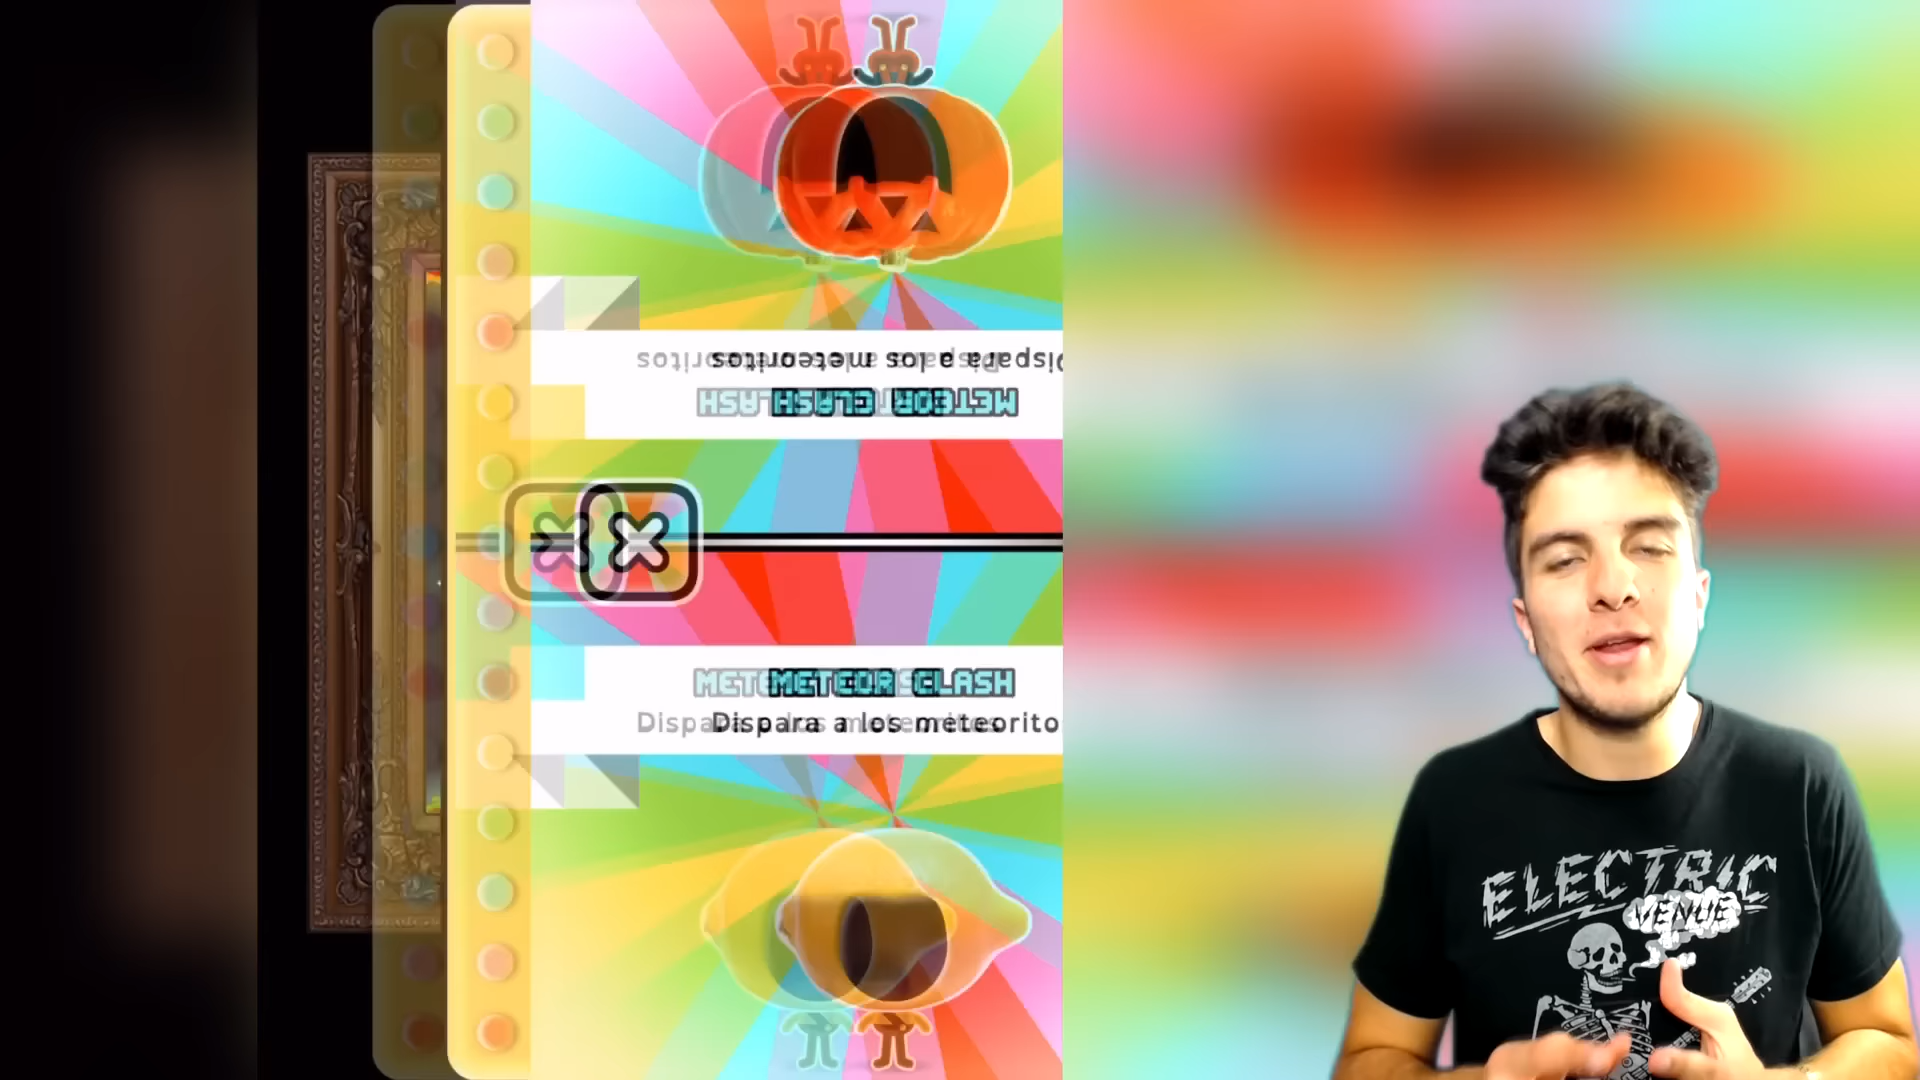 Dispara a los meteoritos
METEOR CLASH
METEOR CLASH
Dispara a los meteorito
ELECTRIC
VENUE